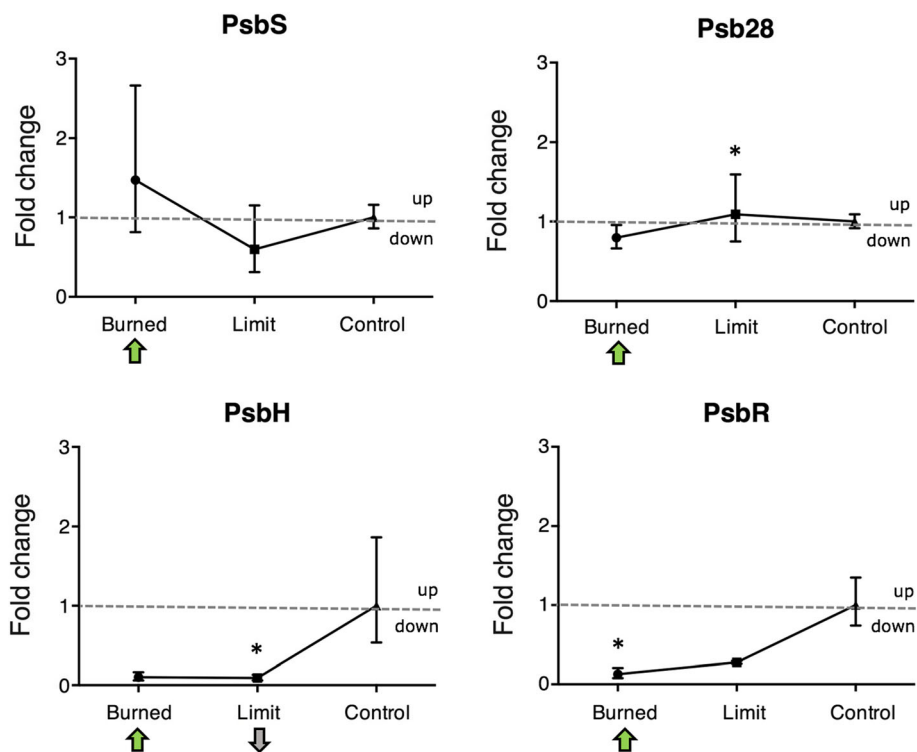 PsbS
Fold change
3
2
1
0
up
down
Burned
Limit
Control
Psb28
Fold change
3
2
1
0
*
up
down
Burned
Limit
Control
PsbH
Fold change
3
2
1
0
*
up
down
Burned
Limit
Control
PsbR
Fold change
3
2
1
0
*
up
down
Burned
Limit
Control